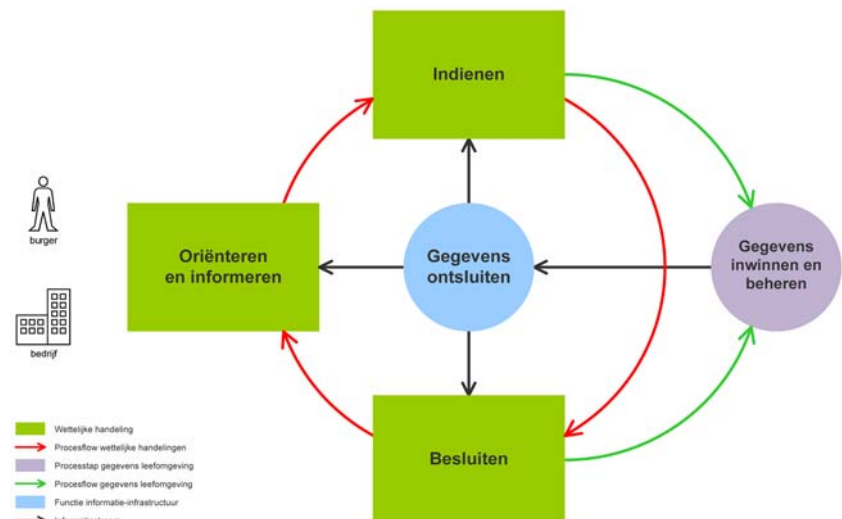 Indienen
burger
Oriënteren
en informeren
Gegevens
ontsluiten
Gegevens
inwinnen en
beheren
bedrijf
Besluiten
Wettelijke handeling
Procesflow wettelijke handelingen
Processtap gegevens leefomgeving
Procesflow gegevens leefomgeving
Functie informatie-infrastructuur